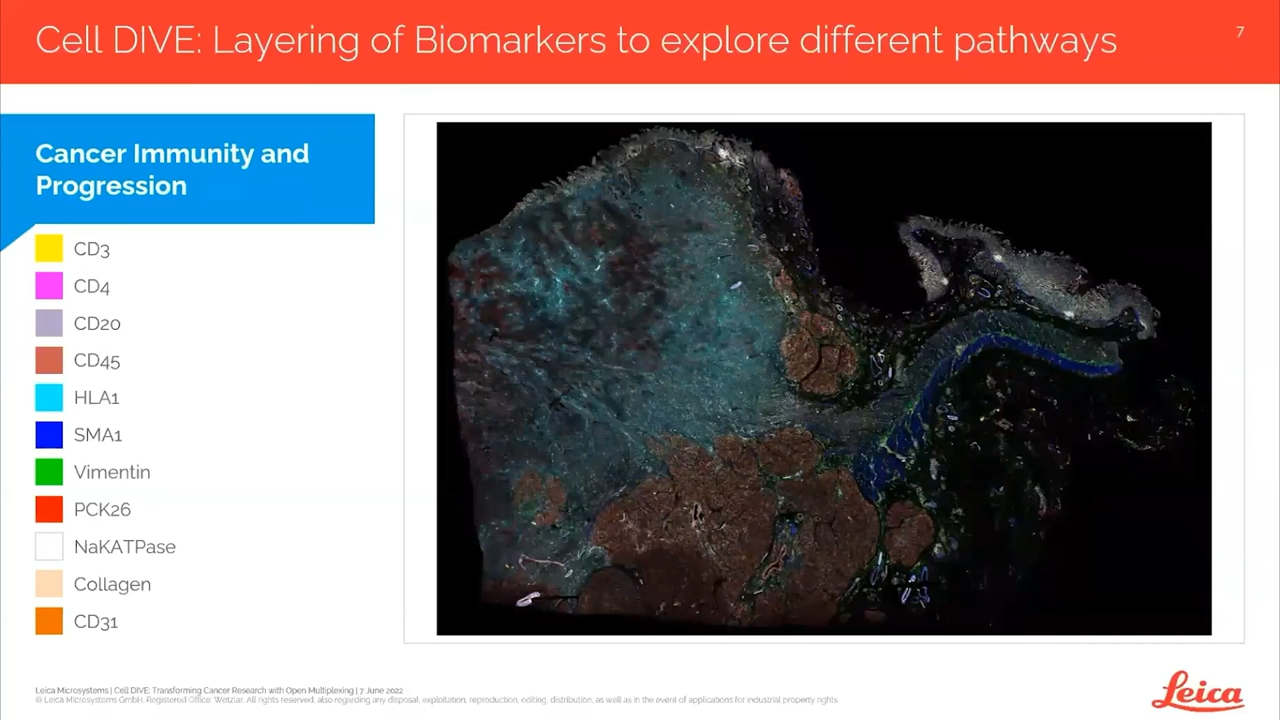 Cell DIVE: Layering of Biomarkers to explore different pathways
7
Cancer Immunity and
Progression
CD3
CD4
CD20
CD45
HLA1
SMA1
Vimentin
PCK26
NaKATPase
Collagen
CD31
Leica Microsystems | Cell DIVE: Transforming Cancer Research with Open Multiplexing | 7 June 2022
© Leica Microsystems GmbH, Registered Office: Wetzlar. All rights reserved, also regarding any disposal, exploitation, reproduction, editing, distribution, as well as in the event of applications for industrial property rights
Leica